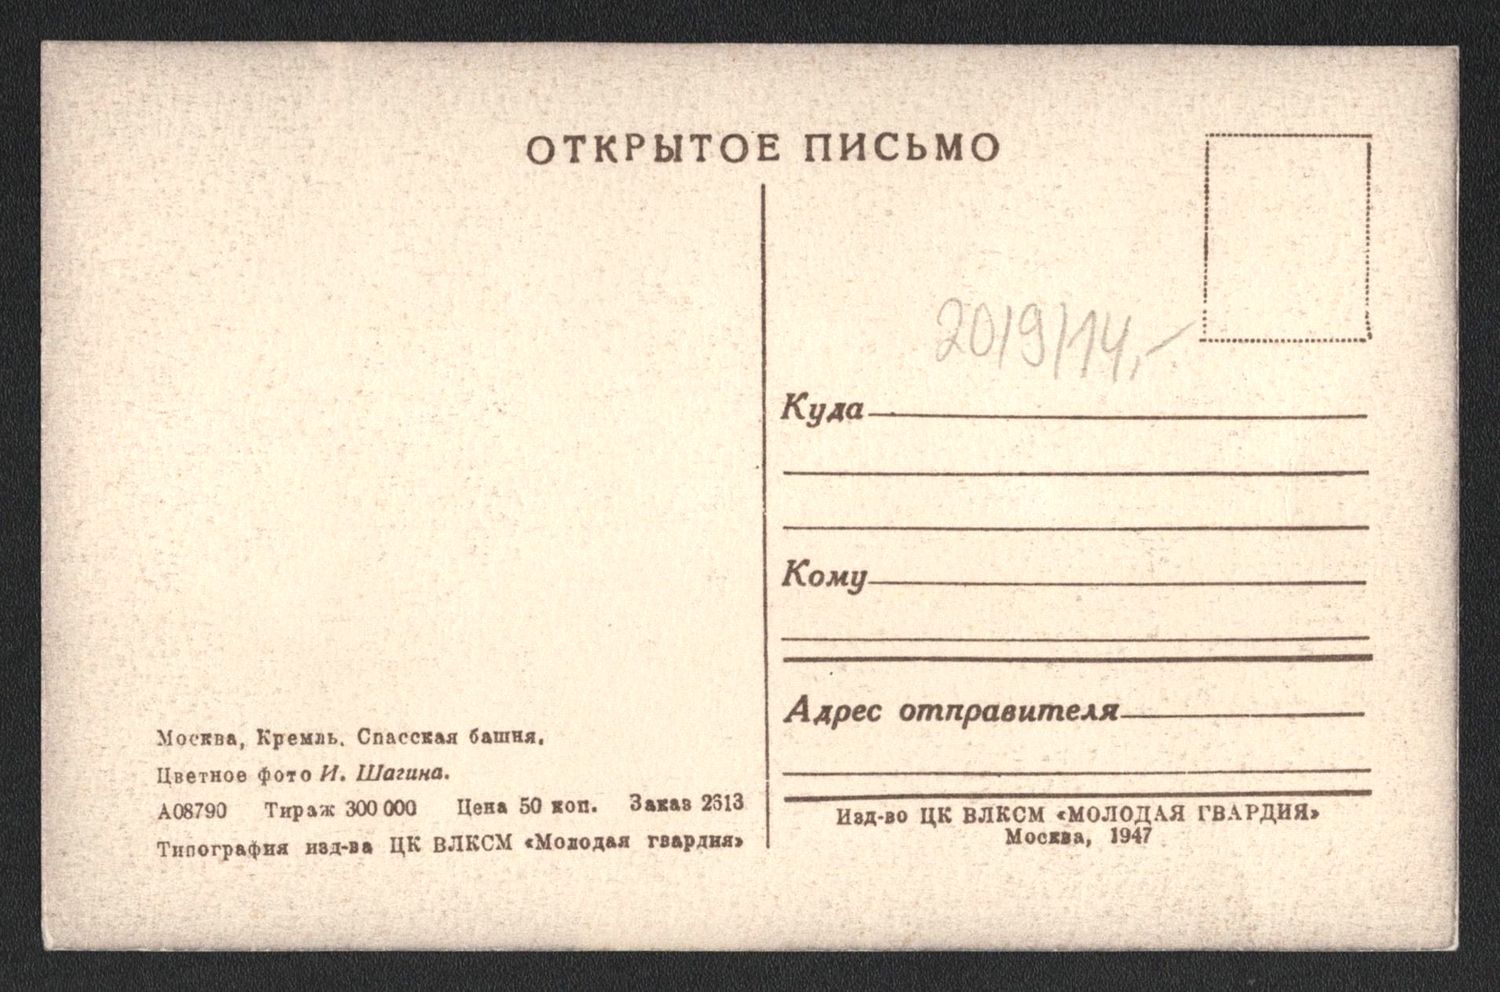 ОТКРЫТОЕ ПИСЬМО
2019/14,-
Куда
Кому
Адрес отправителя
Изд-во ЦК ВЛКСМ «МОЛОДАЯ ГВАРДИЯ»
Москва, 1947
Москва, Кремль. Спасская башня.
Цветное фото И. Шагина.
А08790 Тираж 300 000 Цена 50 коп. Заказ 2613
Типография изд-ва ЦК ВЛКСМ «Молодая гвардия»